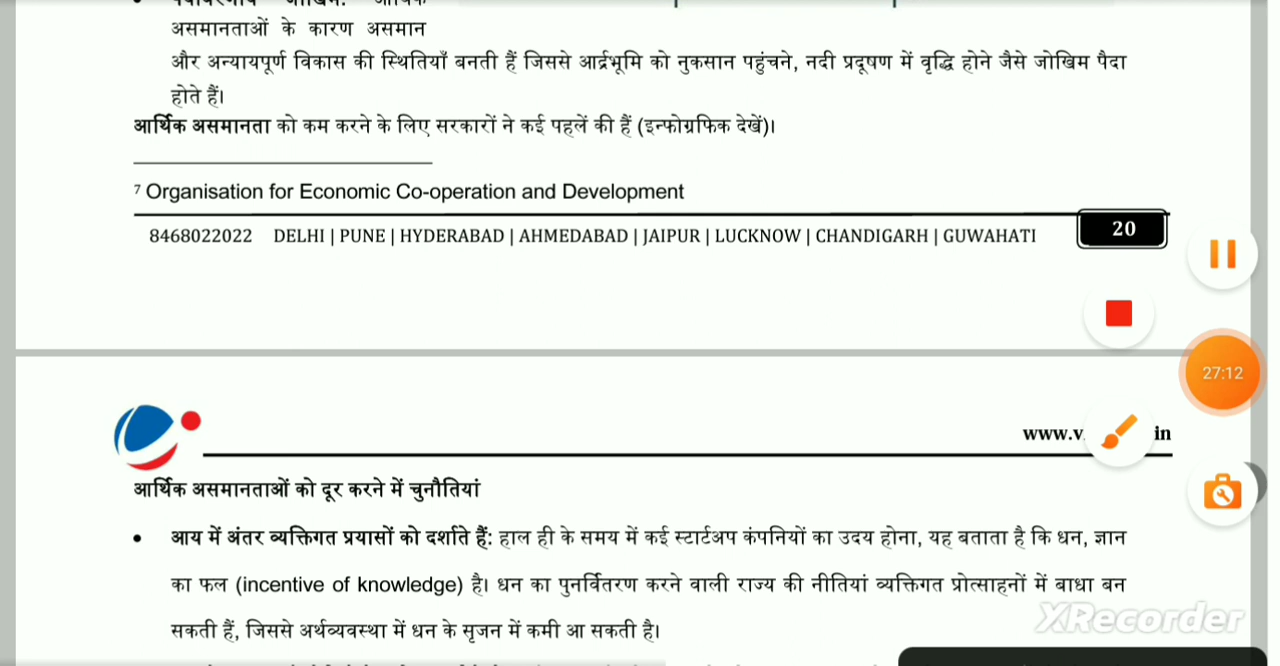 असमानताओं के कारण असमान
और अन्यायपूर्ण विकास की स्थितियाँ बनती हैं जिससे आर्द्रभूमि को नुकसान पहुंचने, नदी प्रदूषण में वृद्धि होने जैसे जोखिम पैदा
होते हैं।
आर्थिक असमानता को कम करने के लिए सरकारों ने कई पहलें की हैं (इन्फोग्रफिक देखें)।
⁷ Organisation for Economic Co-operation and Development
8468022022 DELHI | PUNE | HYDERABAD | AHMEDABAD | JAIPUR | LUCKNOW | CHANDIGARH | GUWAHATI
20
27:12
www.v in
आर्थिक असमानताओं को दूर करने में चुनौतियां
• आय में अंतर व्यक्तिगत प्रयासों को दर्शाते हैं: हाल ही के समय में कई स्टार्टअप कंपनियों का उदय होना, यह बताता है कि धन, ज्ञान
का फल (incentive of knowledge) है। धन का पुनर्वितरण करने वाली राज्य की नीतियां व्यक्तिगत प्रोत्साहनों में बाधा बन
सकती हैं, जिससे अर्थव्यवस्था में धन के सृजन में कमी आ सकती है।
XRecorder